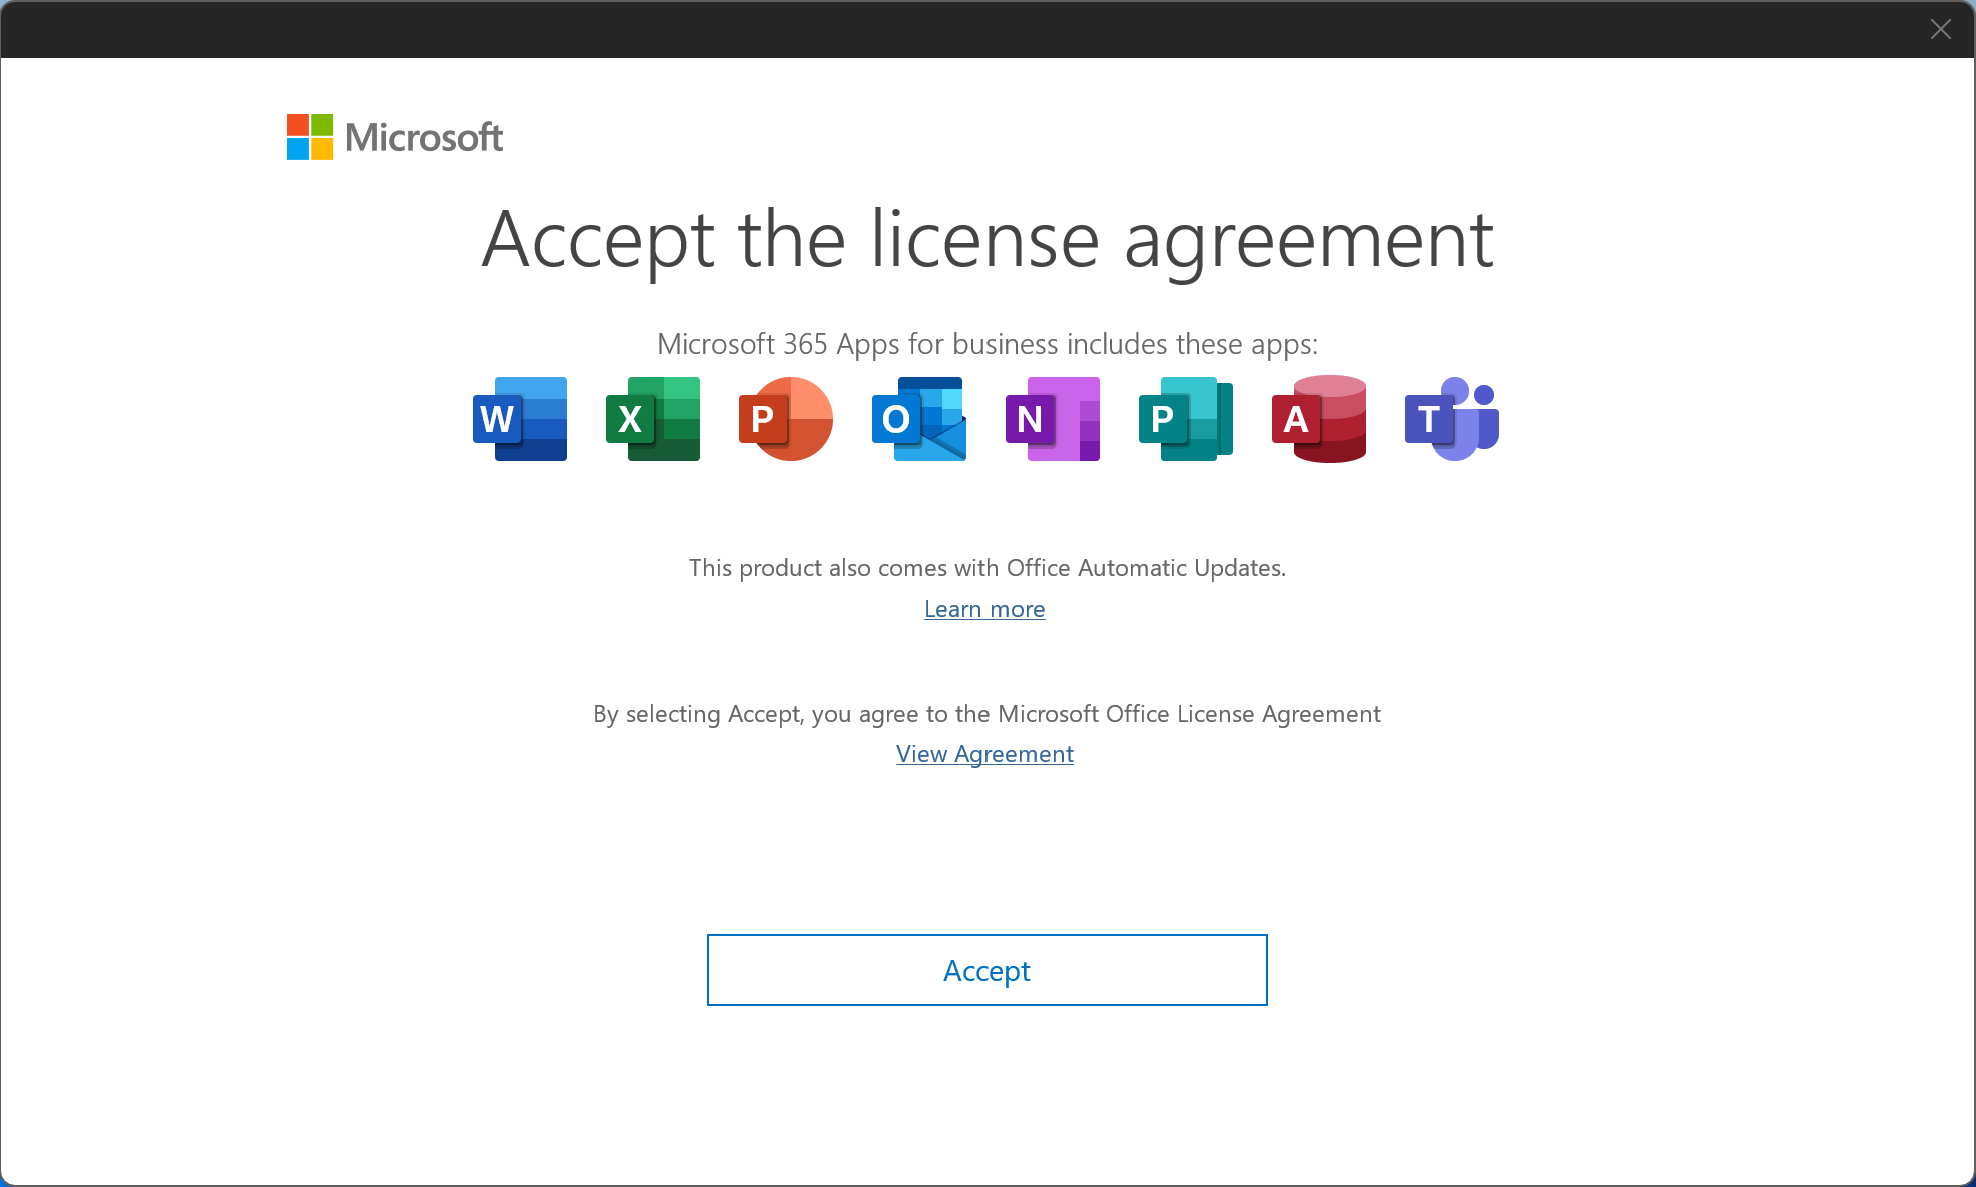 Microsoft
Accept the license agreement
Microsoft 365 Apps for business includes these apps:
W X P O N P A T
This product also comes with Office Automatic Updates.
Learn more
By selecting Accept, you agree to the Microsoft Office License Agreement
View Agreement
Accept